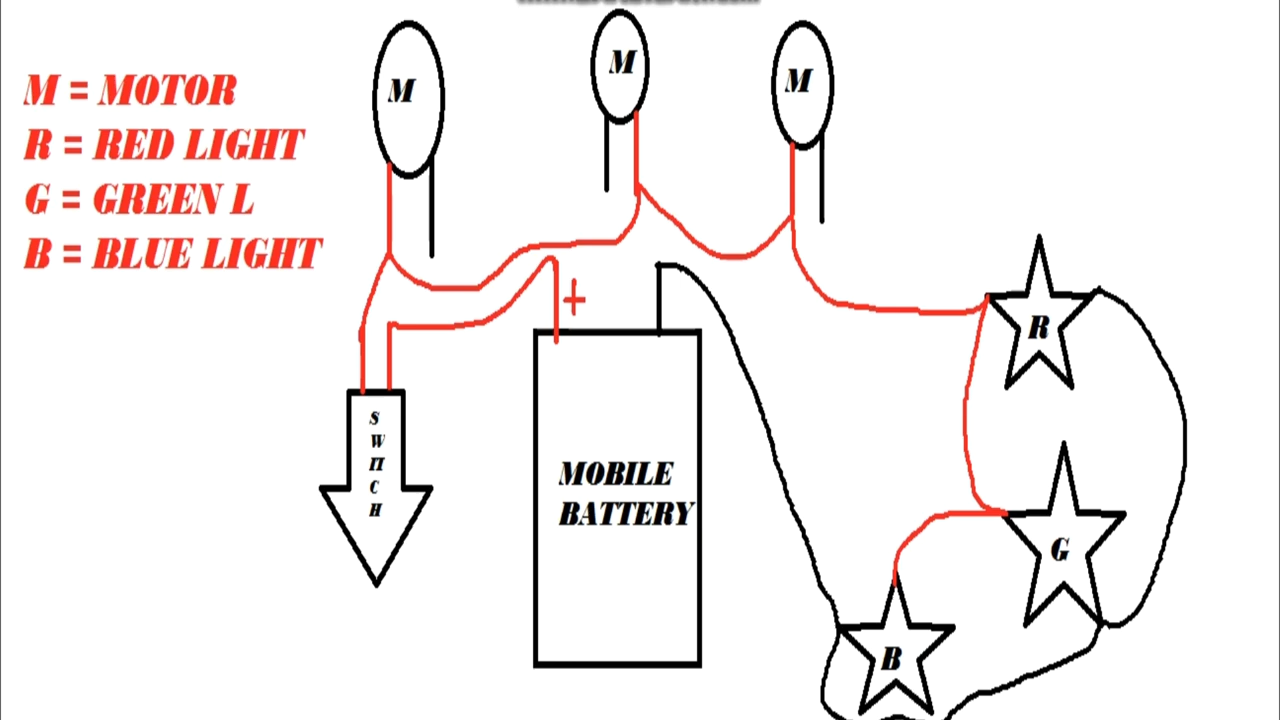 M = MOTOR
R = RED LIGHT
G = GREEN L
B = BLUE LIGHT
M
M
M
+
R
S
W
I
T
C
H
MOBILE
BATTERY
G
B